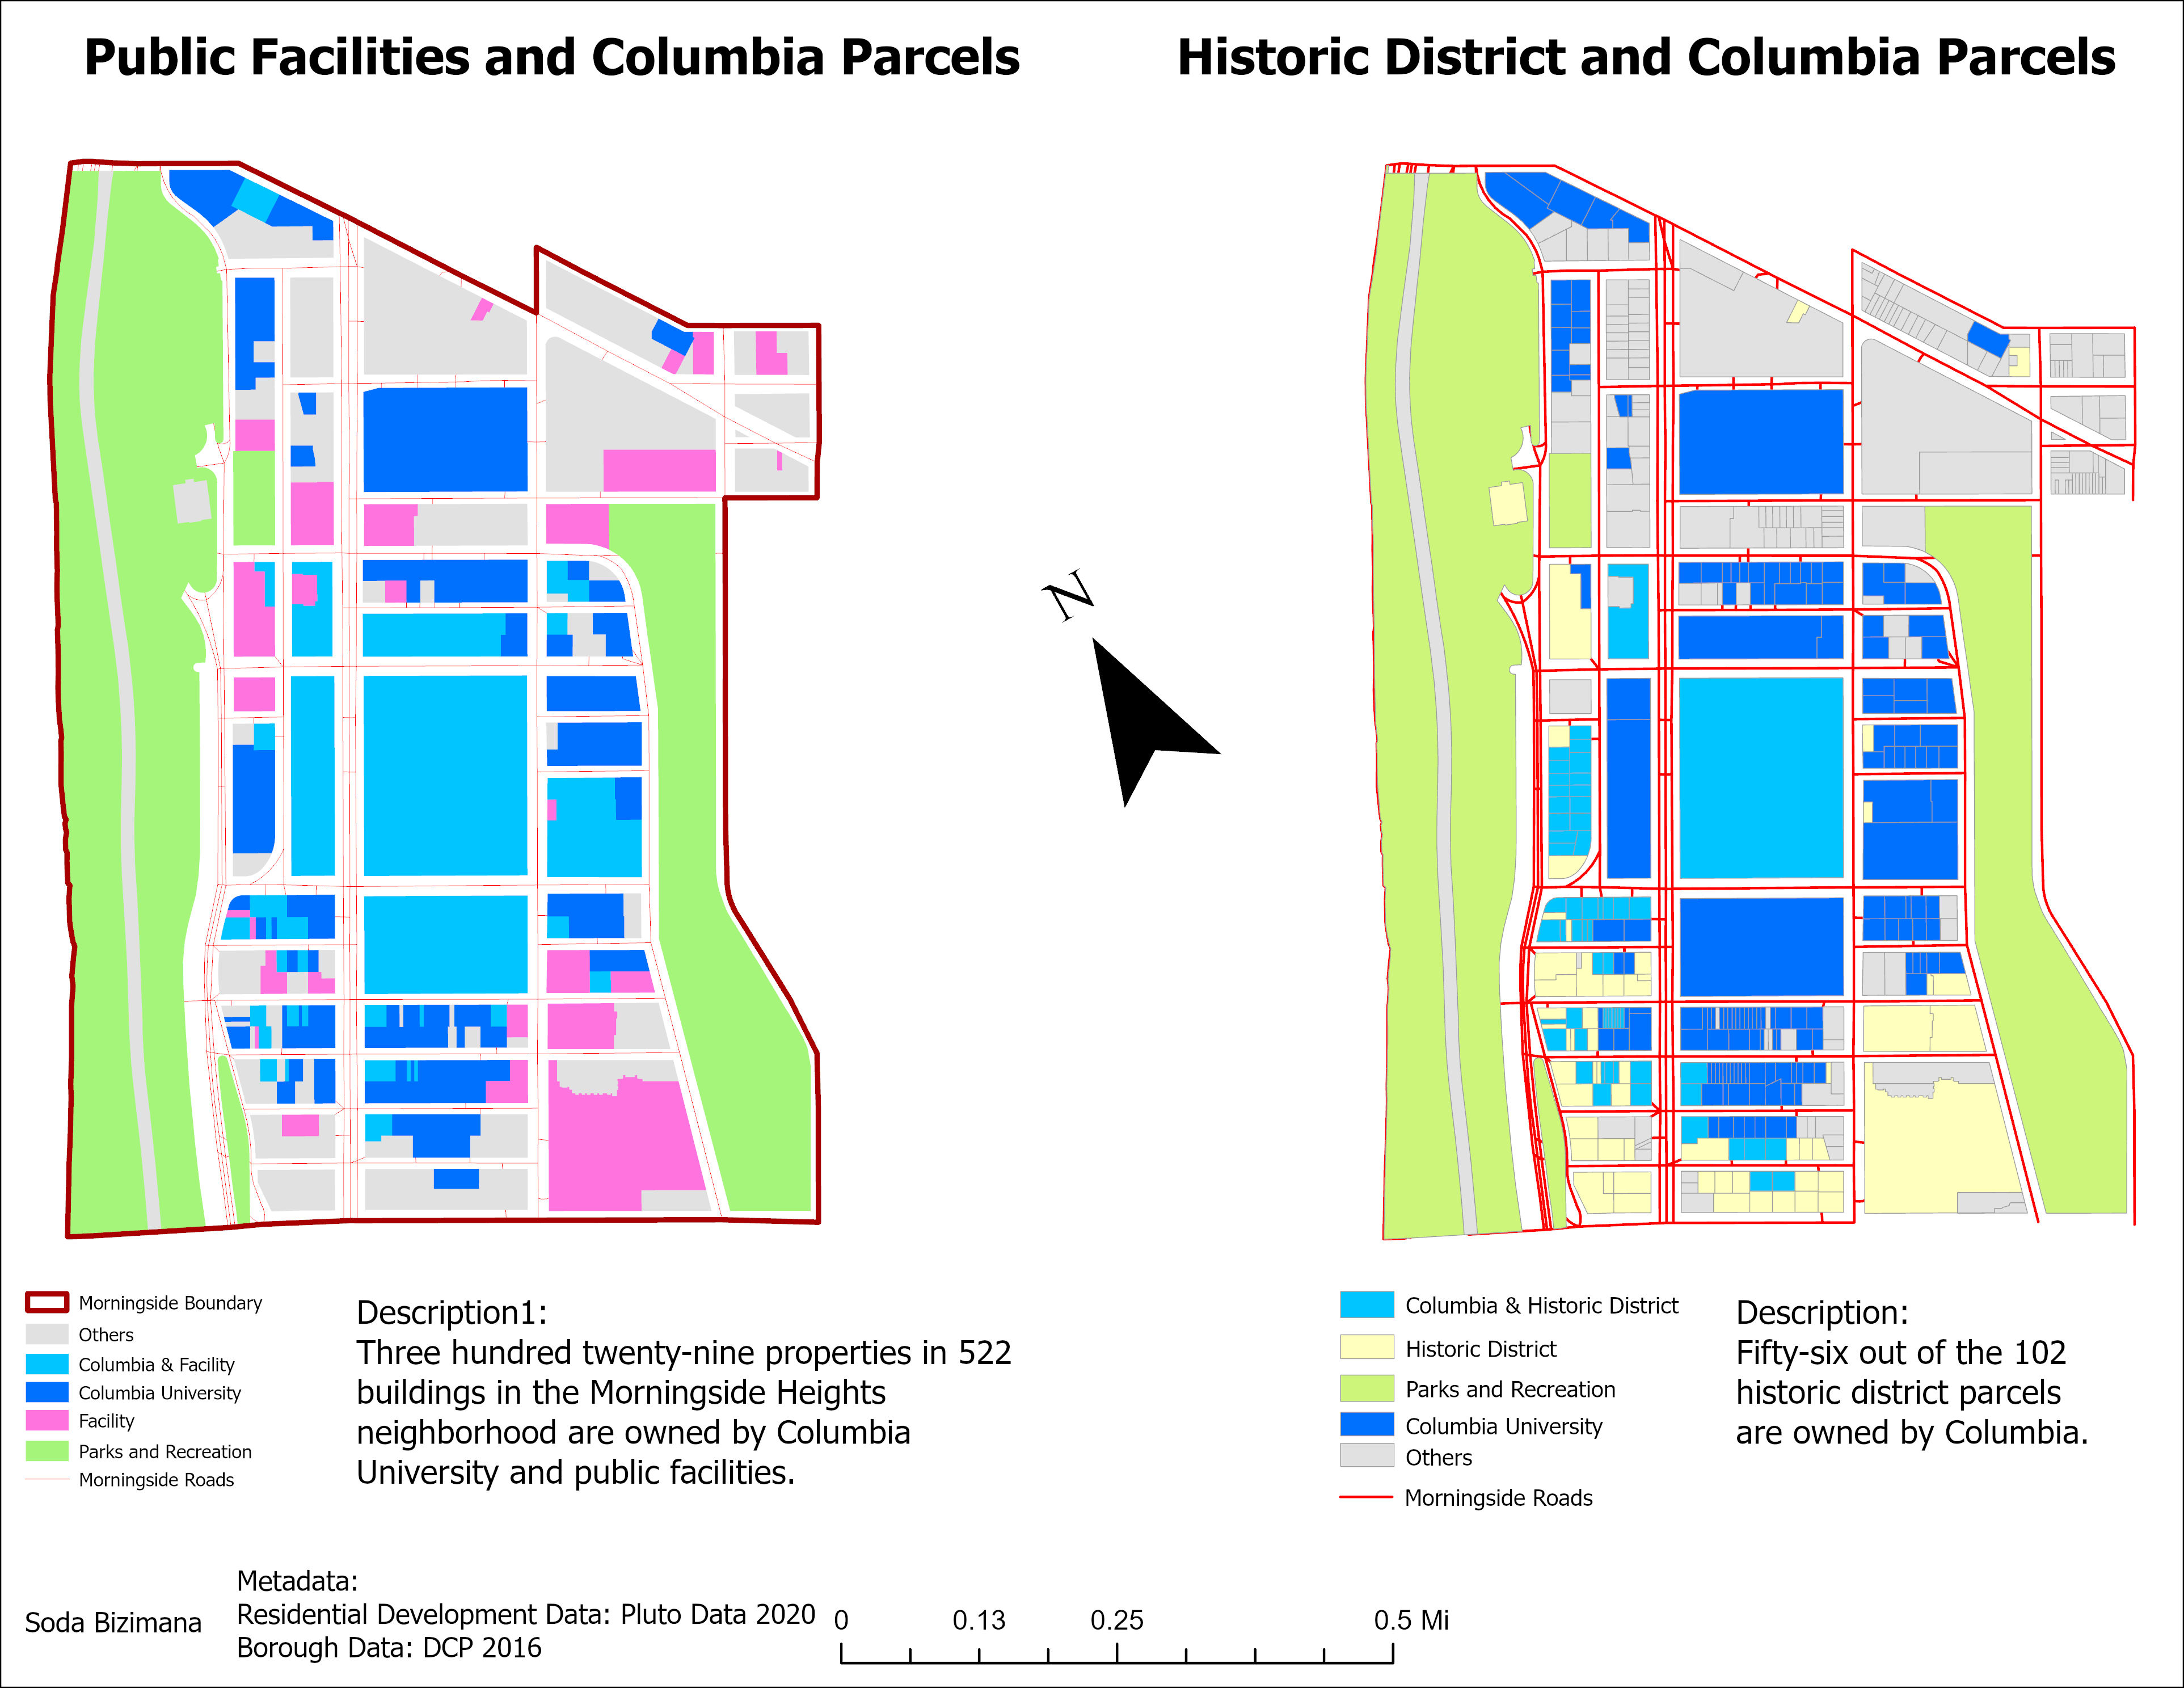 Public Facilities and Columbia Parcels
Historic District and Columbia Parcels
N
Morningside Boundary
Others
Columbia & Facility
Columbia University
Facility
Parks and Recreation
Morningside Roads
Description1:
Three hundred twenty-nine properties in 522
buildings in the Morningside Heights
neighborhood are owned by Columbia
University and public facilities.
Columbia & Historic District
Historic District
Parks and Recreation
Columbia University
Others
Morningside Roads
Description:
Fifty-six out of the 102
historic district parcels
are owned by Columbia.
Soda Bizimana
Metadata:
Residential Development Data: Pluto Data 2020
Borough Data: DCP 2016
0 0.13 0.25 0.5 Mi